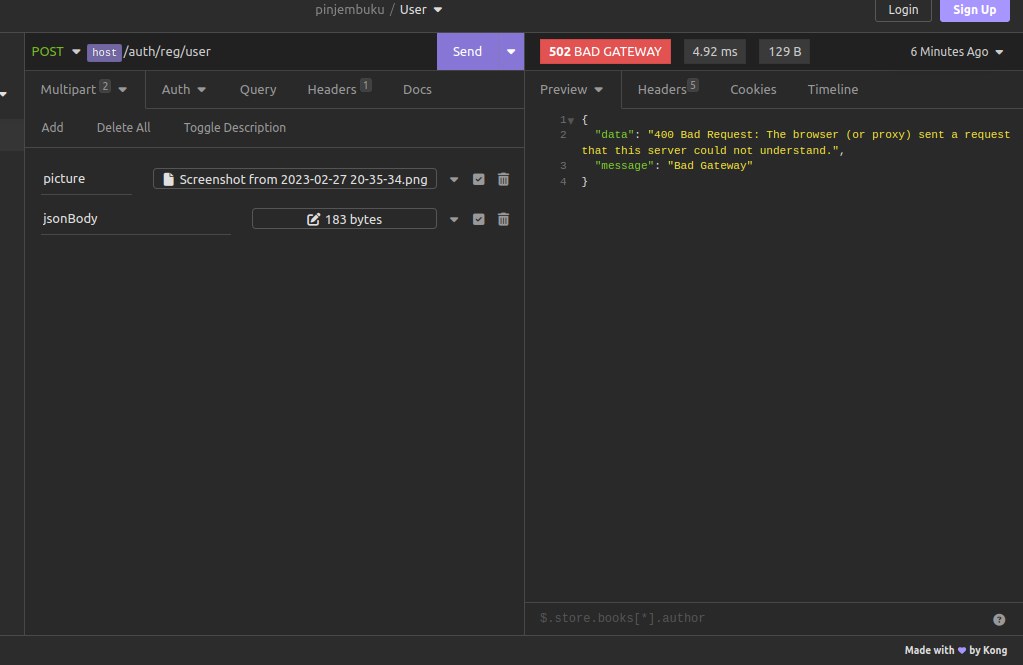 pinjembuku / User
Login
Sign Up
POST host /auth/reg/user
Send
502 BAD GATEWAY
4.92 ms
129 B
6 Minutes Ago
Multipart 2
Auth
Query
Headers 1
Docs
Preview
Headers 5
Cookies
Timeline
Add
Delete All
Toggle Description
picture
Screenshot from 2023-02-27 20-35-34.png
jsonBody
183 bytes
1 {
2 "data": "400 Bad Request: The browser (or proxy) sent a request
that this server could not understand.",
3 "message": "Bad Gateway"
4 }
$.store.books[*].author
?
Made with by Kong